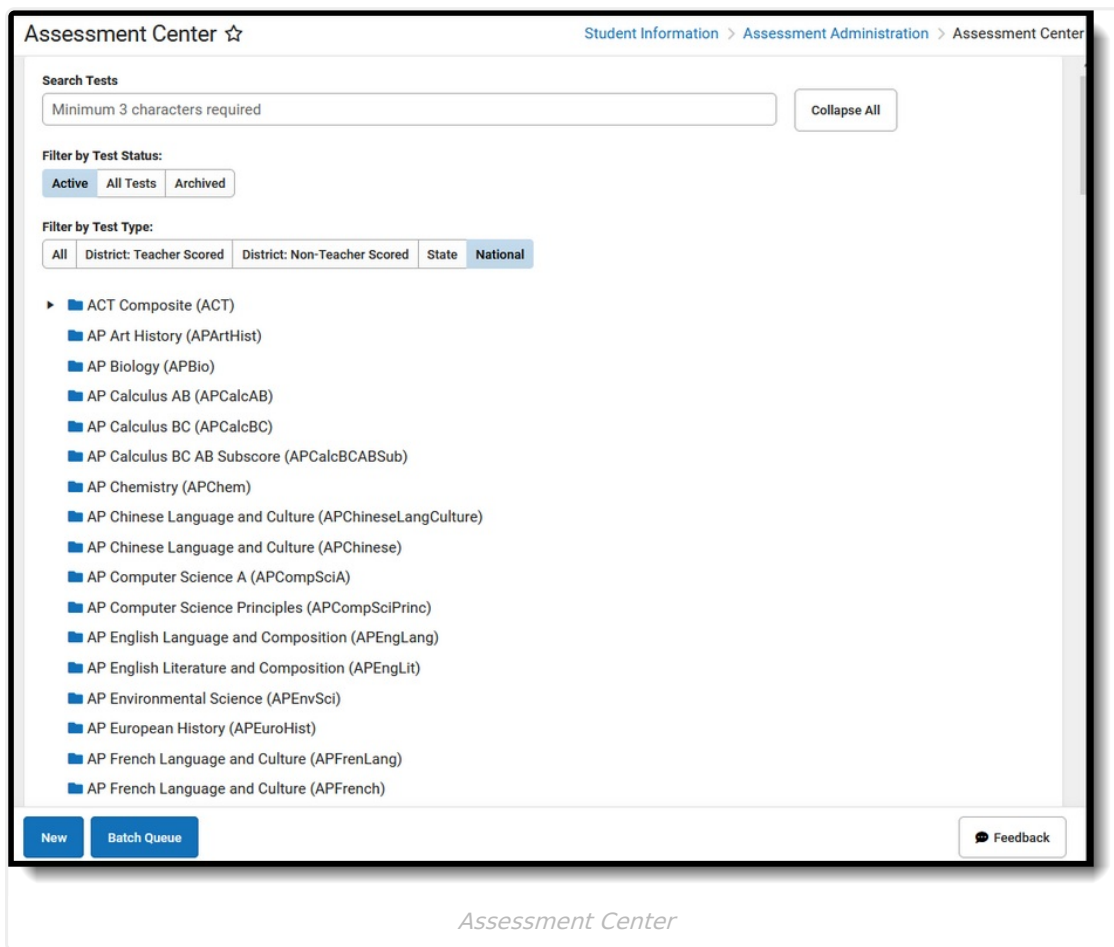 Assessment Center
Student Information > Assessment Administration > Assessment Center
Search Tests
Minimum 3 characters required
Collapse All
Filter by Test Status:
Active All Tests Archived
Filter by Test Type:
All District: Teacher Scored District: Non-Teacher Scored State National
ACT Composite (ACT)
AP Art History (APArtHist)
AP Biology (APBio)
AP Calculus AB (APCalcAB)
AP Calculus BC (APCalcBC)
AP Calculus BC AB Subscore (APCalcBCABSub)
AP Chemistry (APChem)
AP Chinese Language and Culture (APChineseLangCulture)
AP Chinese Language and Culture (APChinese)
AP Computer Science A (APCompSciA)
AP Computer Science Principles (APCompSciPrinc)
AP English Language and Composition (APEngLang)
AP English Literature and Composition (APEngLit)
AP Environmental Science (APEnvSci)
AP European History (APEuroHist)
AP French Language and Culture (APFrenLang)
AP French Language and Culture (APFrench)
New Batch Queue Feedback
Assessment Center